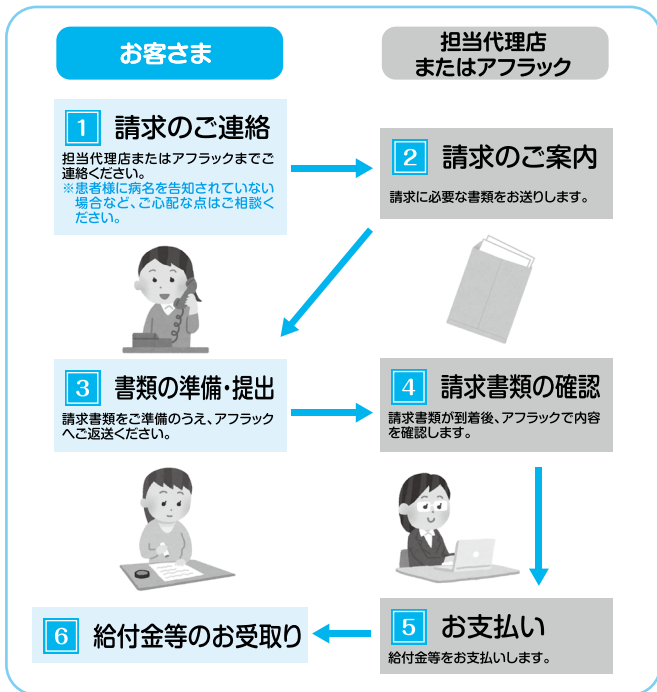 お客さま
担当代理店
またはアフラック
1 請求のご連絡
担当代理店またはアフラックまでご
連絡ください。
※患者様に病名を告知されていない
場合など、ご心配な点はご相談く
ださい。
2 請求のご案内
請求に必要な書類をお送りします。
3 書類の準備・提出
請求書類をご準備のうえ、アフラック
へご返送ください。
4 請求書類の確認
請求書類が到着後、アフラックで内容
を確認します。
5 お支払い
給付金等をお支払いします。
6 給付金等のお受取り